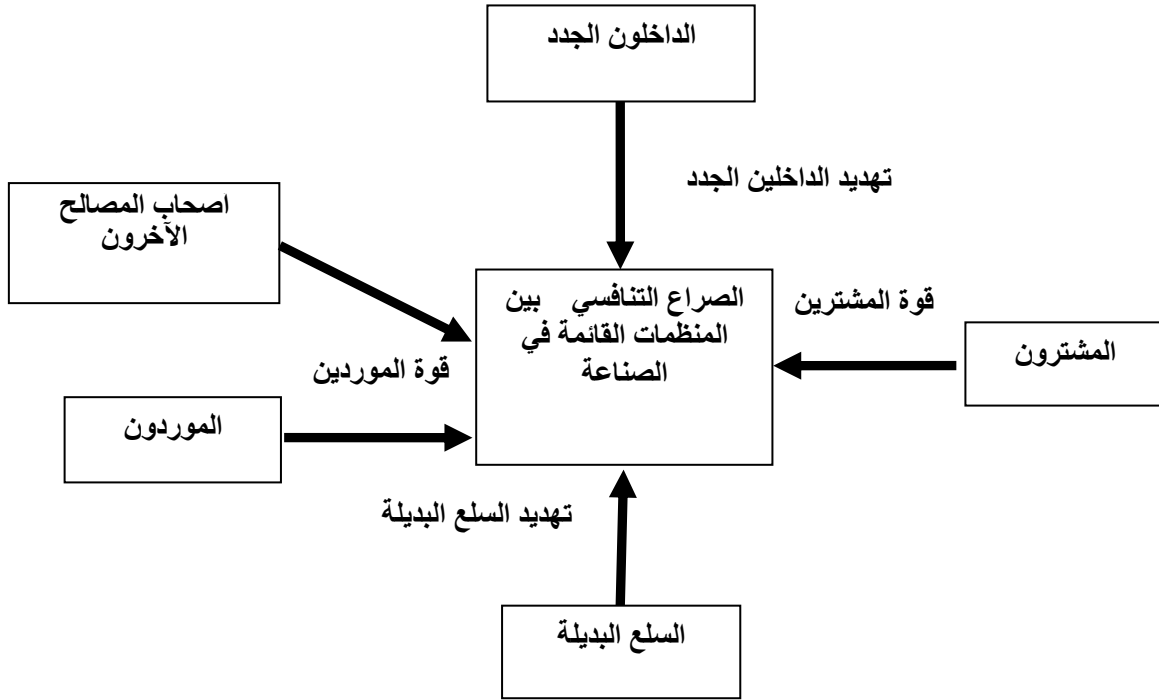 الداخلون الجدد
تهديد الداخلين الجدد
اصحاب المصالح
الآخرون
الصراع التنافسي بين
المنظمات القائمة في
الصناعة
قوة المشترين
المشترون
قوة الموردين
الموردون
تهديد السلع البديلة
السلع البديلة